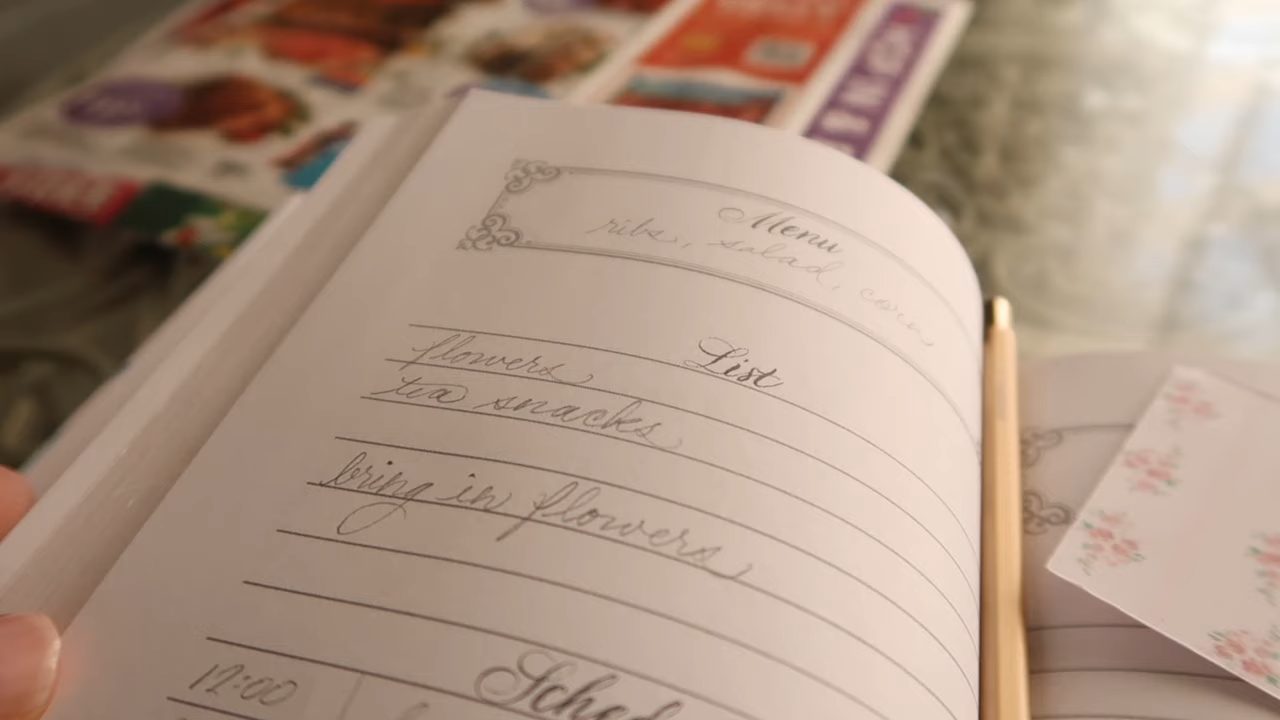 Menu
ribs, salad, corn
List
flowers
tea snacks
bring in flowers
Sched
12:00